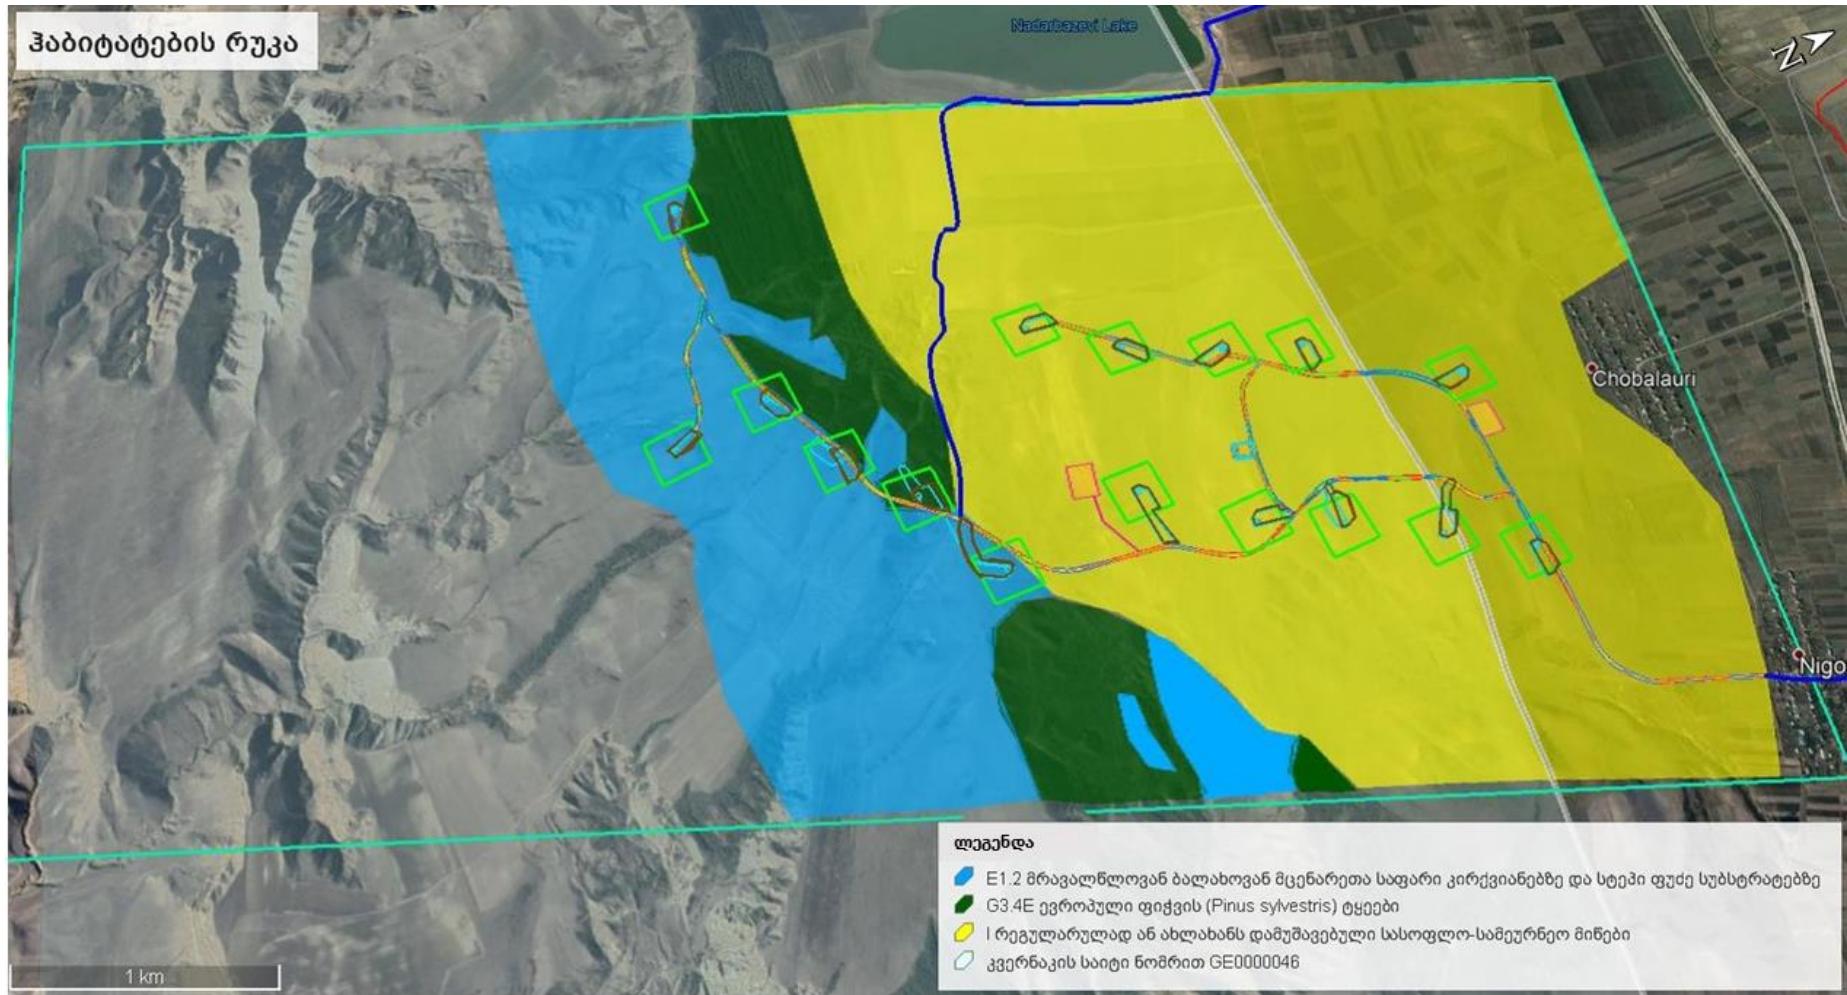 ჰაბიტატების რუკა
Nadarbazevi Lake
N
Chobalauri
Nigo
ლეგენდა
E1.2 მრავალწლოვან ბალახოვან მცენარეთა საფარი კირქვიანებზე და სტეპი ფუძე სუბსტრატებზე
G3.4E ევროპული ფიჭვის (Pinus sylvestris) ტყეები
I რეგულარულად ან ახლახანს დამუშავებული სასოფლო-სამეურნეო მიწები
კვერნაკის საიტი ნომრით GE0000046
1 km